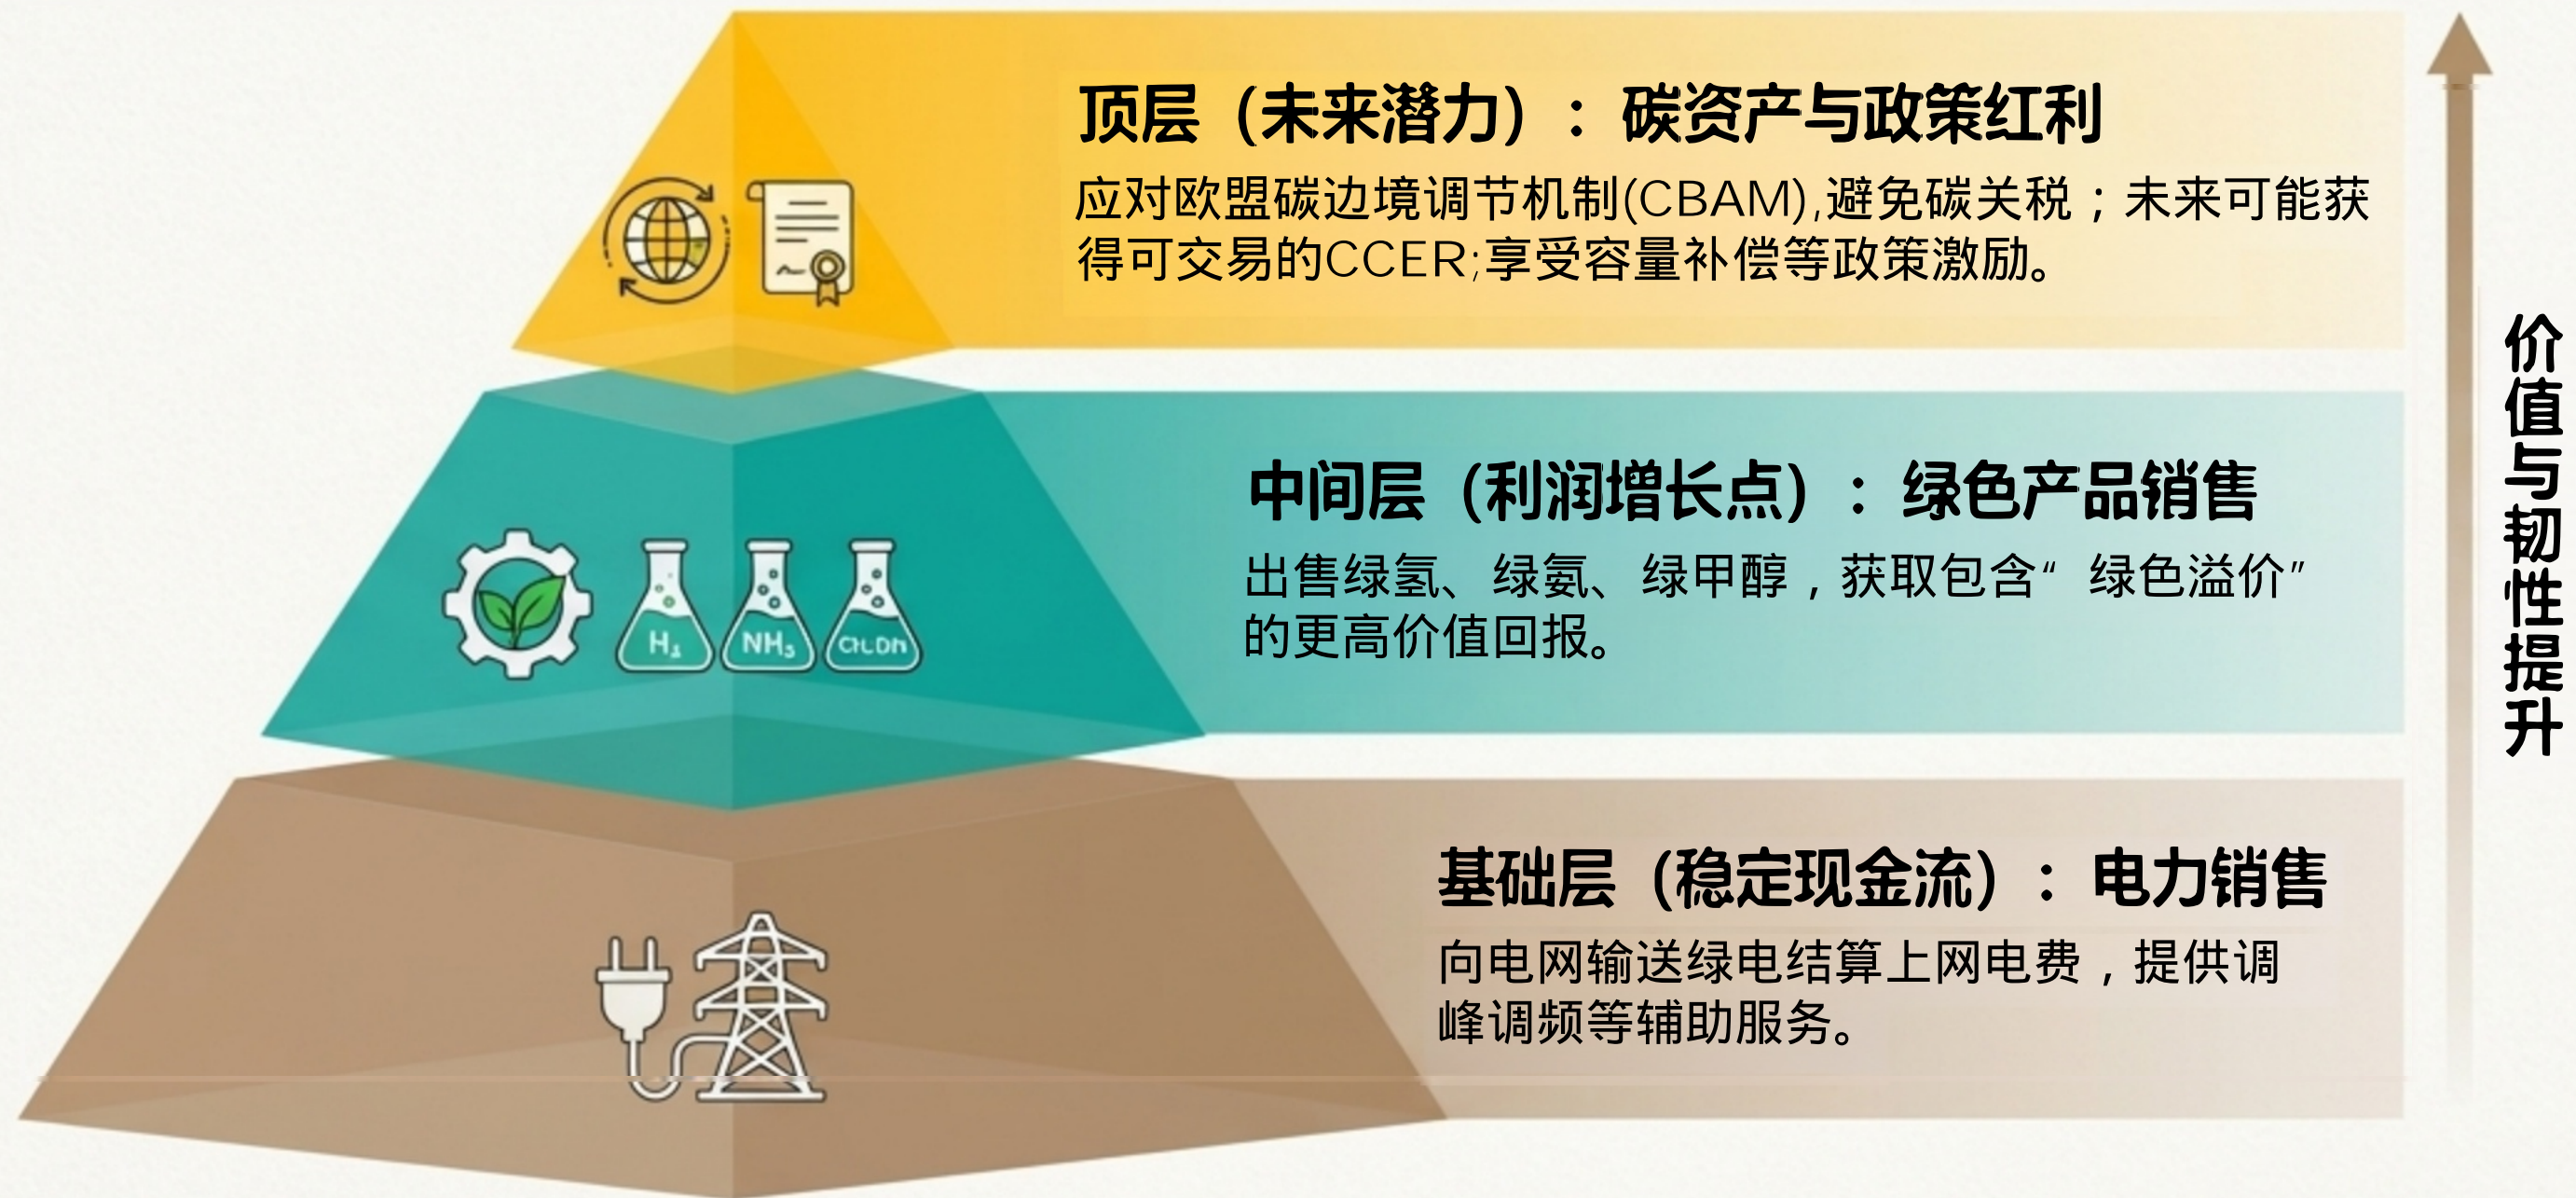 顶层（未来潜力）：碳资产与政策红利
应对欧盟碳边境调节机制(CBAM),避免碳关税；未来可能获
得可交易的CCER;享受容量补偿等政策激励。
中间层（利润增长点）：绿色产品销售
出售绿氢、绿氨、绿甲醇，获取包含“绿色溢价”
的更高价值回报。
NH₃
基础层（稳定现金流）：电力销售
向电网输送绿电结算上网电费，提供调
峰调频等辅助服务。
价值与韧性提升